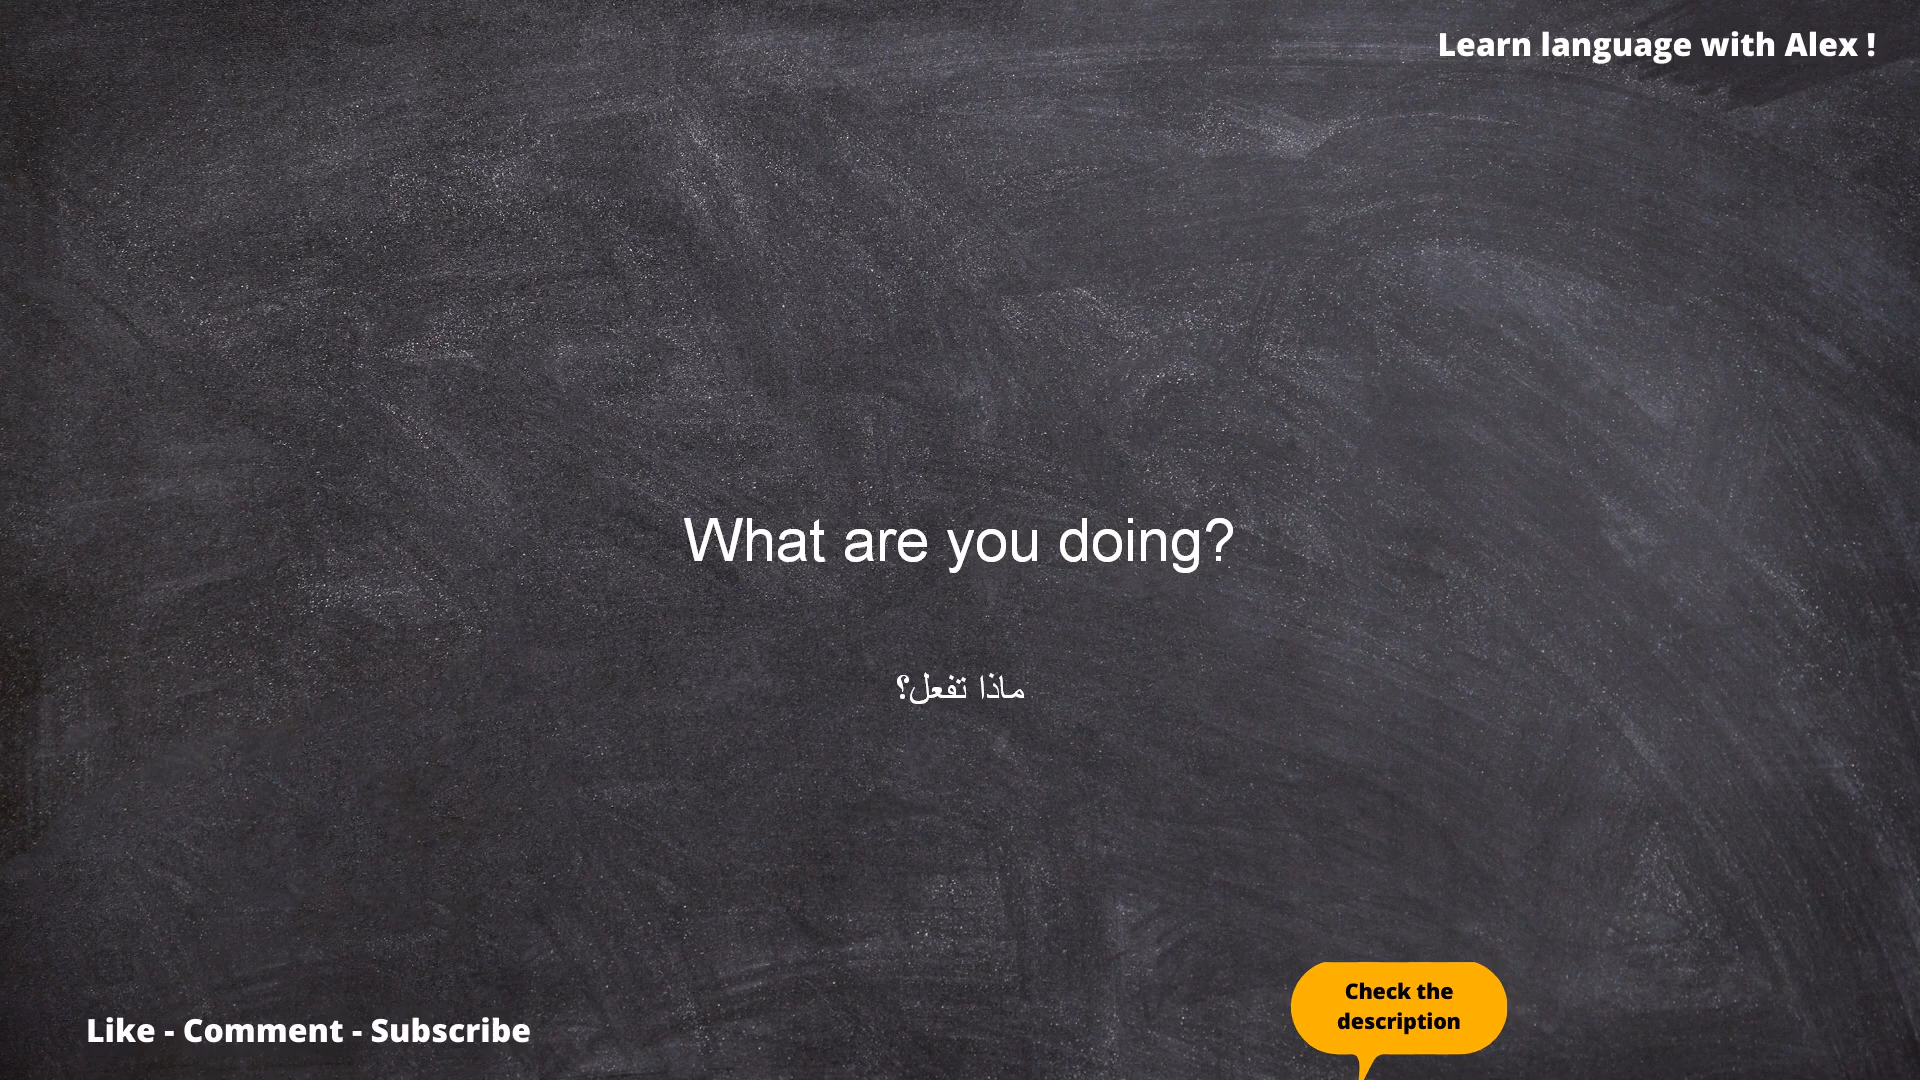 Learn language with Alex !
What are you doing?
ماذا تفعل؟
Check the
description
Like - Comment - Subscribe